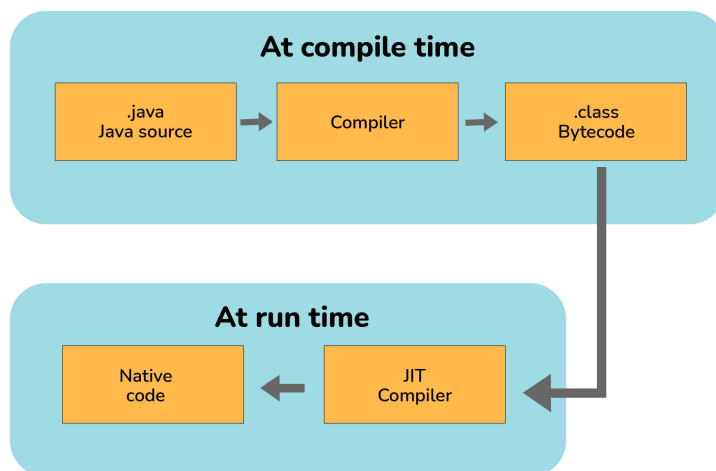 At compile time
.java
Java source
Compiler
.class
Bytecode
At run time
Native
code
JIT
Compiler